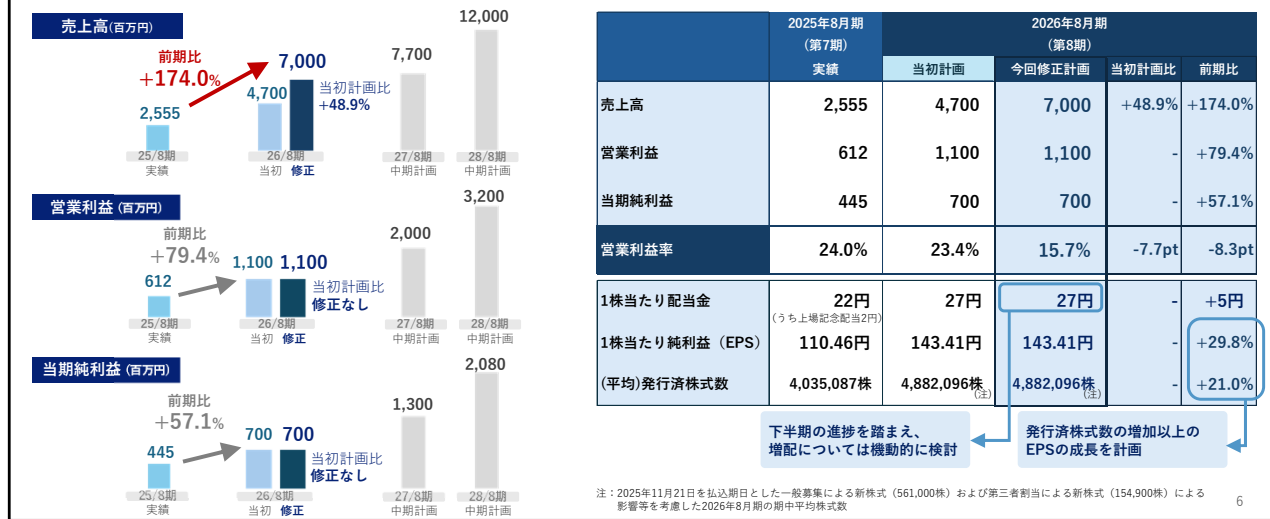 売上高(百万円)
前期比
+174.0%
2,555
25/8期
実績
4,700
7,000
当初計画比
+48.9%
26/8期
当初 修正
7,700
27/8期
中期計画
12,000
28/8期
中期計画
営業利益(百万円)
前期比
+79.4%
612
25/8期
実績
1,100 1,100
当初計画比
修正なし
26/8期
当初 修正
2,000
27/8期
中期計画
3,200
28/8期
中期計画
当期純利益(百万円)
前期比
+57.1%
445
25/8期
実績
700 700
当初計画比
修正なし
26/8期
当初 修正
1,300
27/8期
中期計画
2,080
28/8期
中期計画
2025年8月期 2026年8月期
(第7期) (第8期)
実績 当初計画 今回修正計画 当初計画比 前期比
売上高 2,555 4,700 7,000 +48.9% +174.0%
営業利益 612 1,100 1,100 - +79.4%
当期純利益 445 700 700 - +57.1%
営業利益率 24.0% 23.4% 15.7% -7.7pt -8.3pt
1株当たり配当金 22円 27円 27円 - +5円
(うち上場記念配当2円)
1株当たり純利益（EPS） 110.46円 143.41円 143.41円 - +29.8%
(平均)発行済株式数 4,035,087株 4,882,096株 4,882,096株 - +21.0%
(注) (注)
下半期の進捗を踏まえ、
増配については機動的に検討
発行済株式数の増加以上の
EPSの成長を計画
注：2025年11月21日を払込期日とした一般募集による新株式（561,000株）および第三者割当による新株式（154,900株）による
影響等を考慮した2026年8月期の期中平均株式数
6